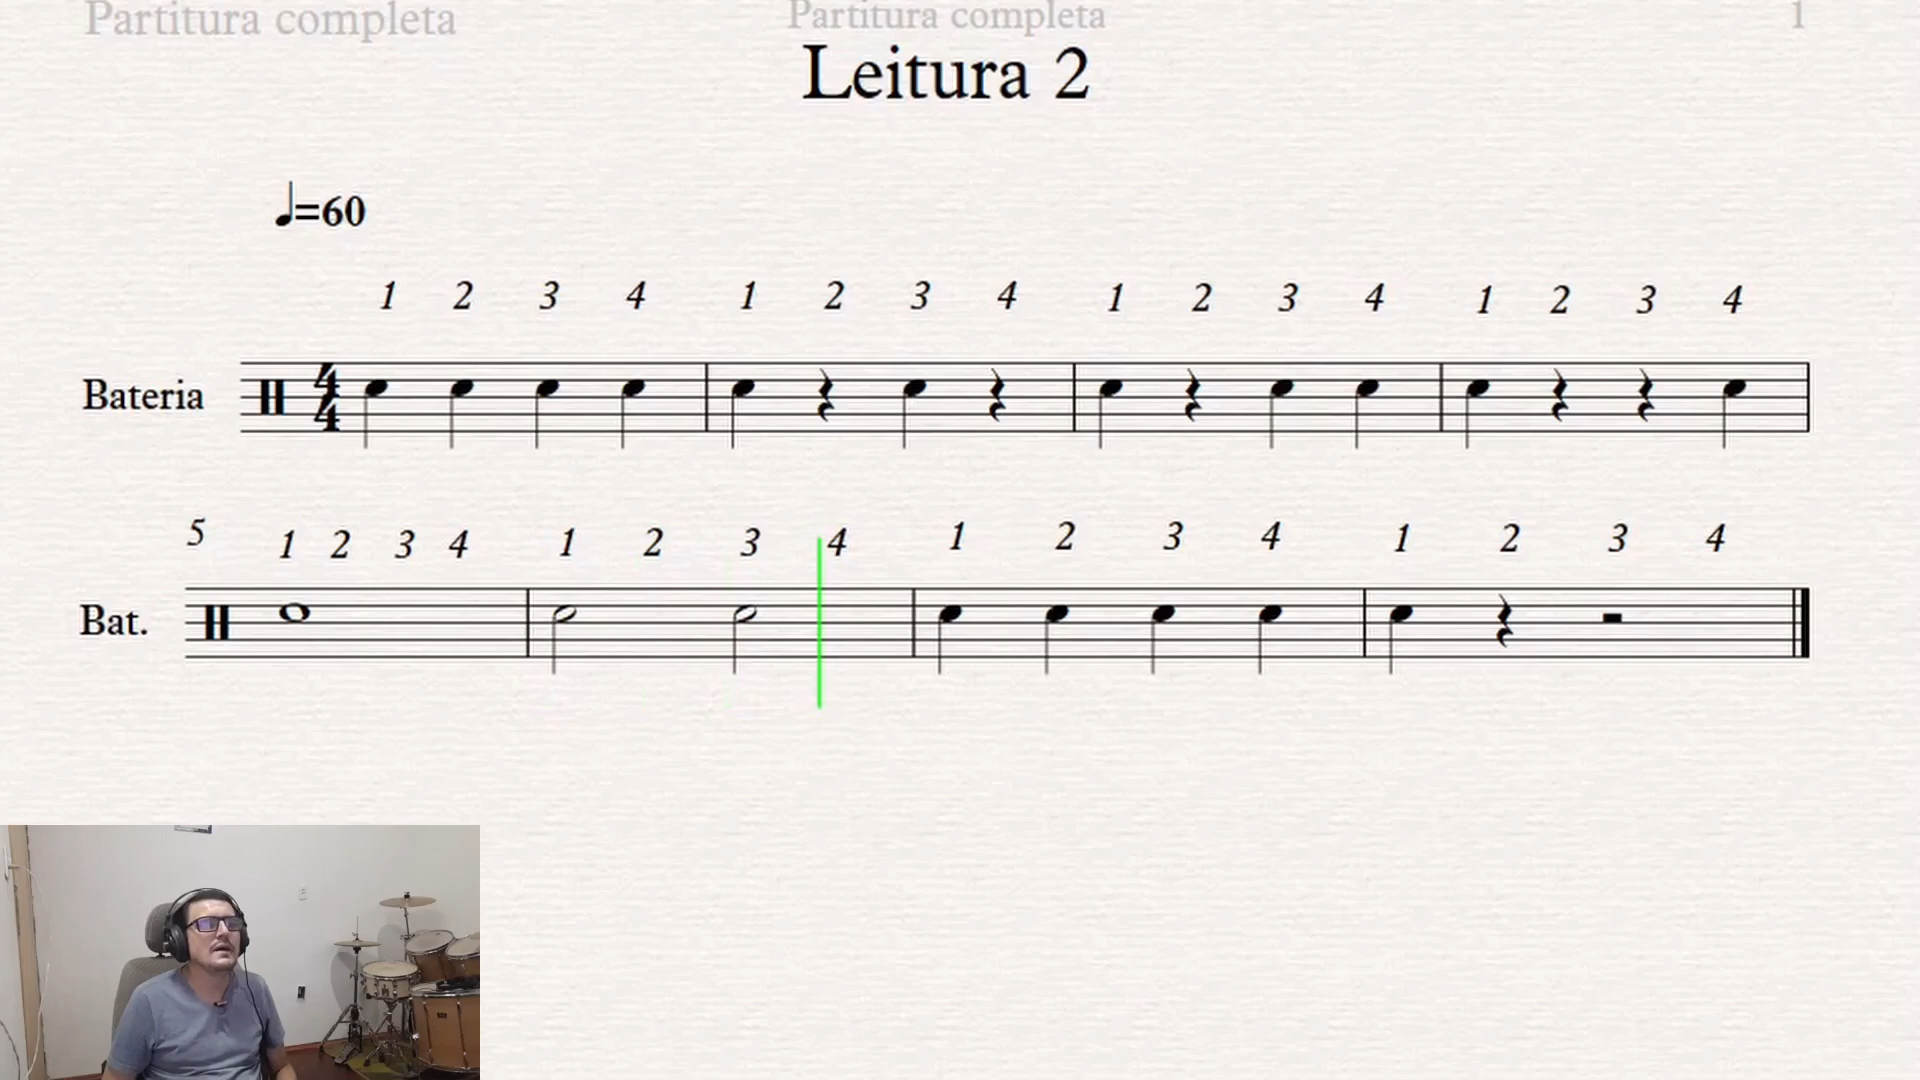 Partitura completa Partitura completa 1
Leitura 2
♩=60
1 2 3 4 1 2 3 4 1 2 3 4 1 2 3 4
Bateria 4/4
5 1 2 3 4 1 2 3 4 1 2 3 4 1 2 3 4
Bat.